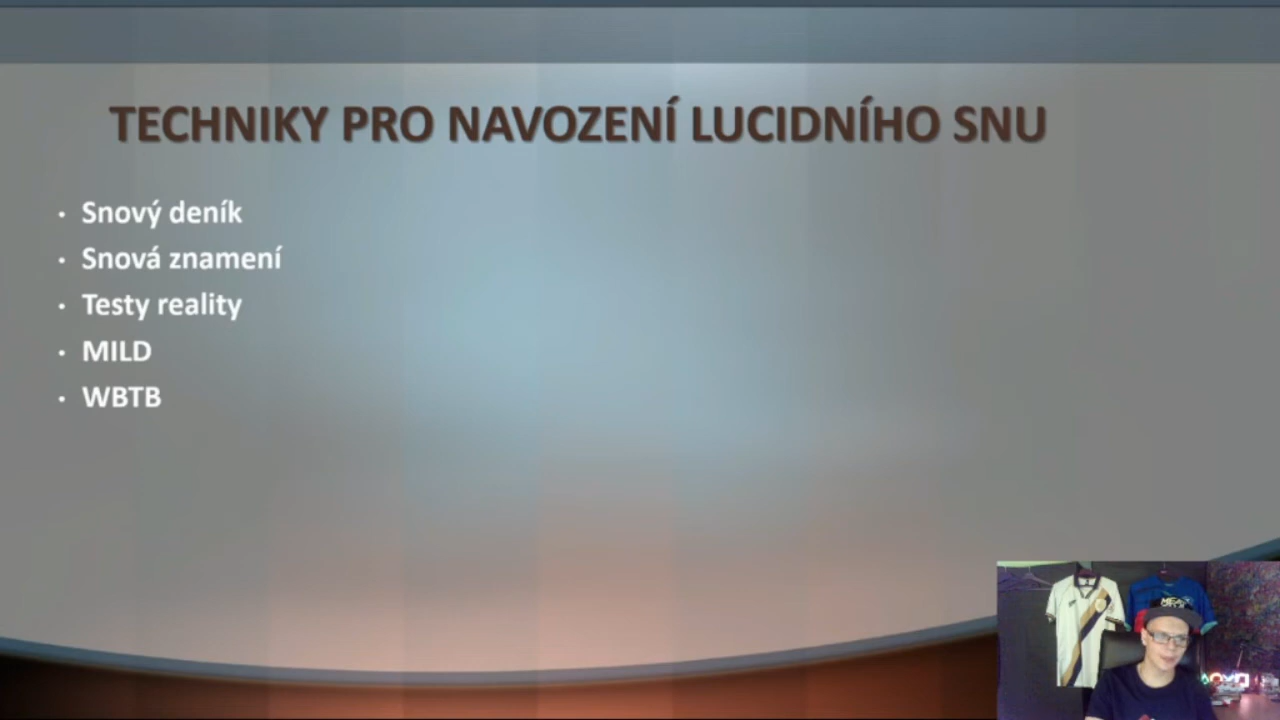 TECHNIKY PRO NAVOZENÍ LUCIDNÍHO SNU
• Snový deník
• Snová znamení
• Testy reality
• MILD
• WBTB